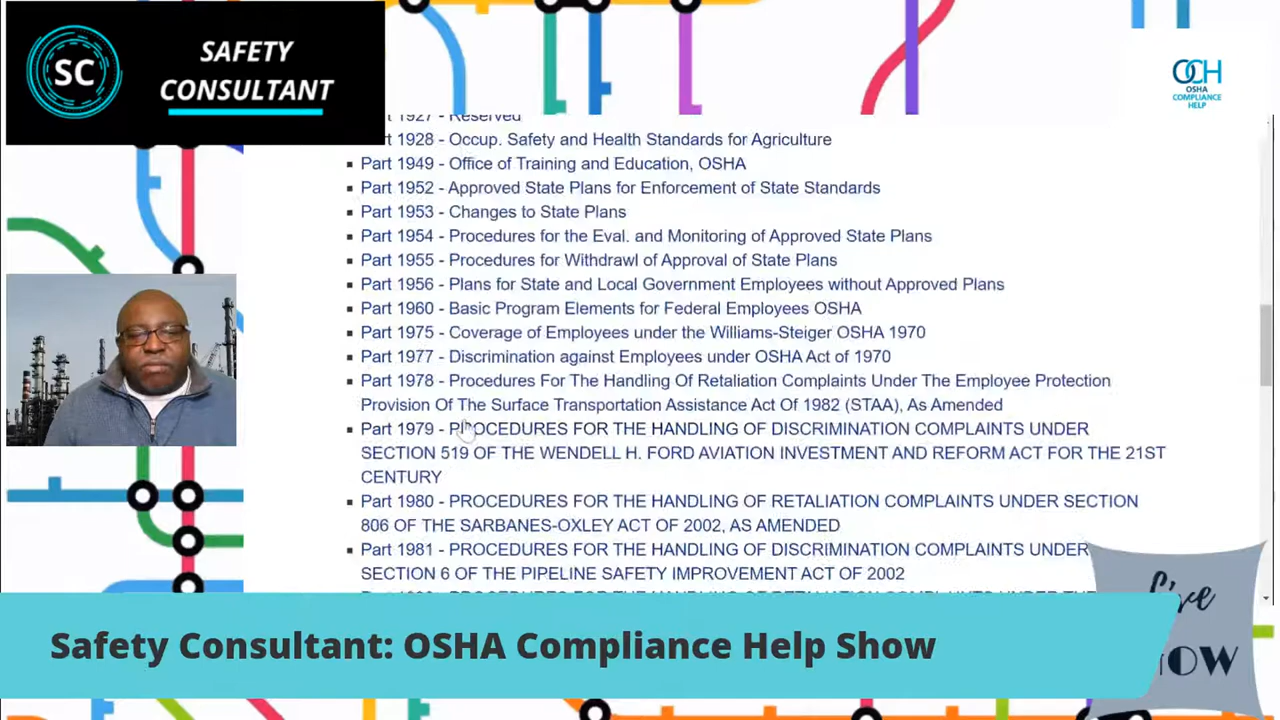 SC
SAFETY
CONSULTANT
OCH
OSHA
COMPLIANCE
HELP
1927 - Reserved
1928 - Occup. Safety and Health Standards for Agriculture
Part 1949 - Office of Training and Education, OSHA
Part 1952 - Approved State Plans for Enforcement of State Standards
Part 1953 - Changes to State Plans
Part 1954 - Procedures for the Eval. and Monitoring of Approved State Plans
Part 1955 - Procedures for Withdrawl of Approval of State Plans
Part 1956 - Plans for State and Local Government Employees without Approved Plans
Part 1960 - Basic Program Elements for Federal Employees OSHA
Part 1975 - Coverage of Employees under the Williams-Steiger OSHA 1970
Part 1977 - Discrimination against Employees under OSHA Act of 1970
Part 1978 - Procedures For The Handling Of Retaliation Complaints Under The Employee Protection
Provision Of The Surface Transportation Assistance Act Of 1982 (STAA), As Amended
Part 1979 - PROCEDURES FOR THE HANDLING OF DISCRIMINATION COMPLAINTS UNDER
SECTION 519 OF THE WENDELL H. FORD AVIATION INVESTMENT AND REFORM ACT FOR THE 21ST
CENTURY
Part 1980 - PROCEDURES FOR THE HANDLING OF RETALIATION COMPLAINTS UNDER SECTION
806 OF THE SARBANES-OXLEY ACT OF 2002, AS AMENDED
Part 1981 - PROCEDURES FOR THE HANDLING OF DISCRIMINATION COMPLAINTS UNDER
SECTION 6 OF THE PIPELINE SAFETY IMPROVEMENT ACT OF 2002
Live
Safety Consultant: OSHA Compliance Help Show